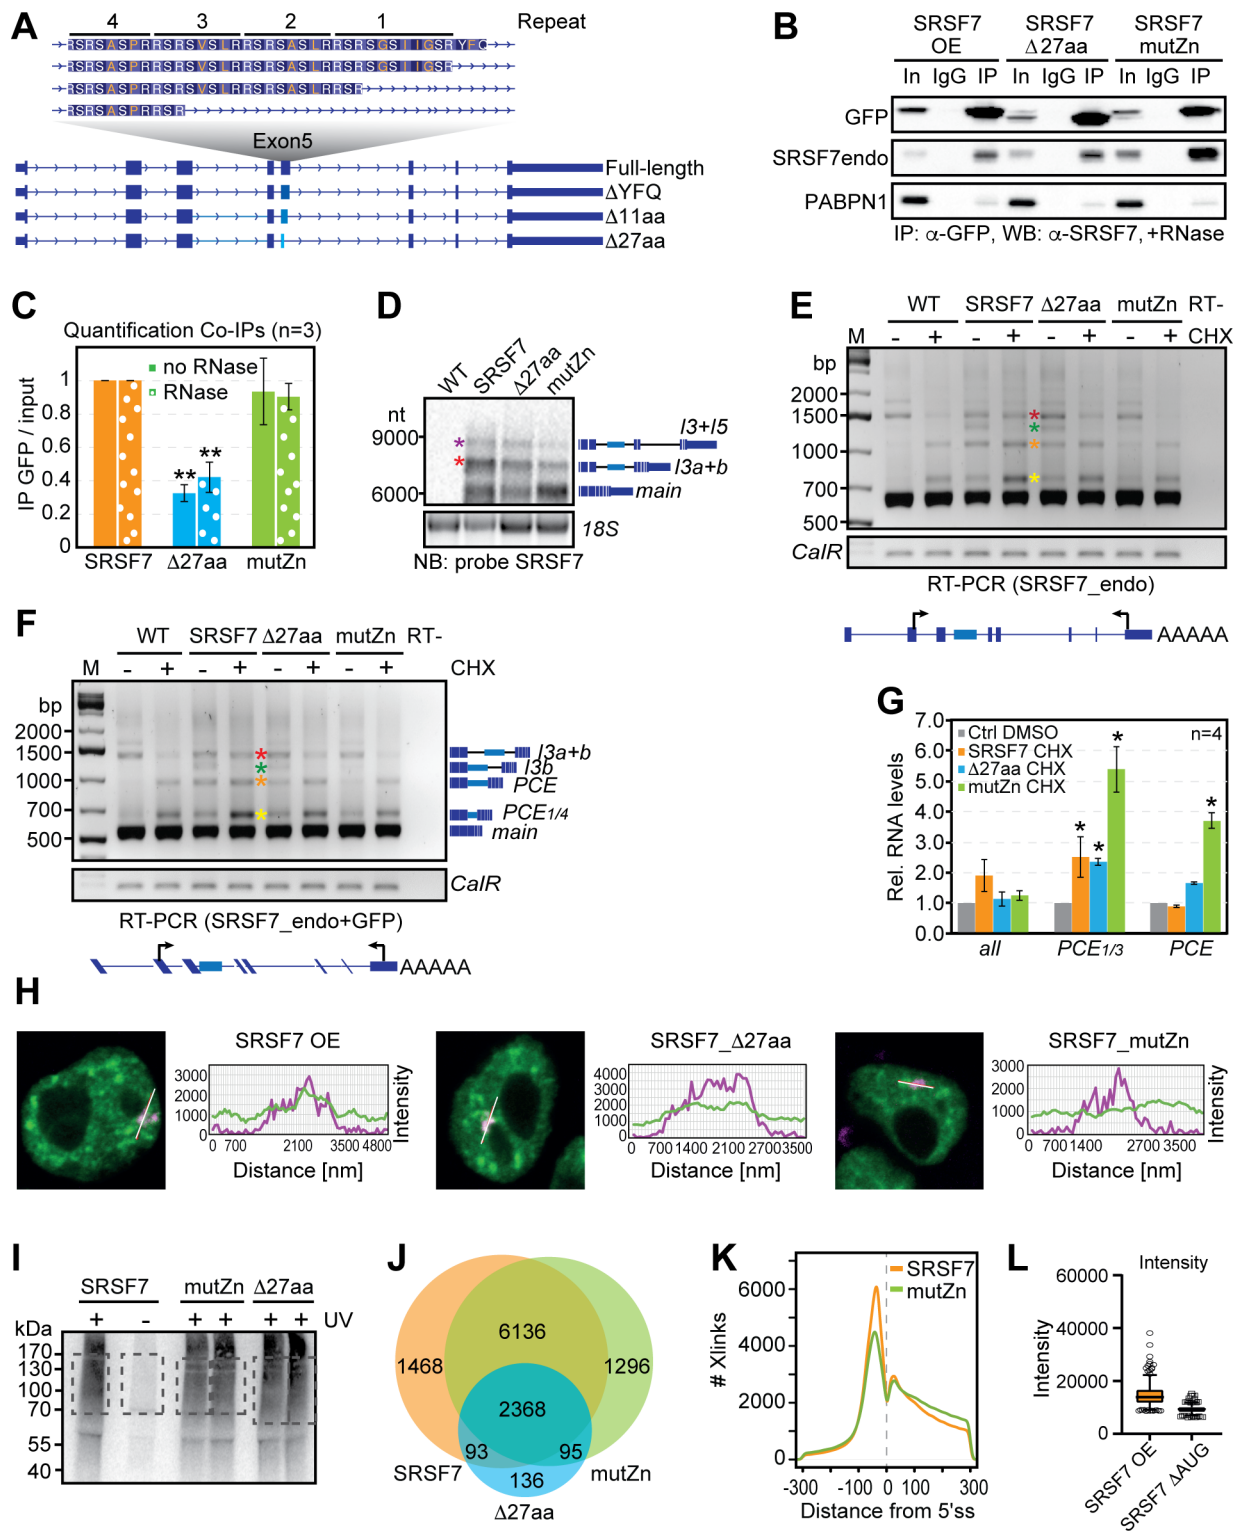 A
4 3 2 1 Repeat
RSRSASPRRSRSVSLRRSRSASLRRSRSGSIIGSRYFQ
RSRSASPRRSRSVSLRRSRSASLRRSRSGSIIGSR
RSRSASPRRSRSVSLRRSRSASLRRSR
RSRSASPRRSR
Exon5
Full-length
ΔYFQ
Δ11aa
Δ27aa
B
SRSF7 OE
SRSF7 Δ27aa
SRSF7 mutZn
In IgG IP In IgG IP In IgG IP
GFP
SRSF7endo
PABPN1
IP: α-GFP, WB: α-SRSF7, +RNase
C
Quantification Co-IPs (n=3)
no RNase
RNase
IP GFP / input
1
0.8
0.6
0.4
0.2
0
** **
SRSF7 Δ27aa mutZn
D
WT SRSF7 Δ27aa mutZn
nt
9000
6000
*
*
I3+I5
I3a+b
main
18S
NB: probe SRSF7
E
WT SRSF7 Δ27aa mutZn RT-
M - + - + - + - + CHX
bp
2000
1500
1000
700
500
*
*
*
*
CalR
RT-PCR (SRSF7_endo)
AAAAA
F
WT SRSF7 Δ27aa mutZn RT-
M - + - + - + - + CHX
bp
2000
1500
1000
700
500
*
*
*
*
I3a+b
I3b
PCE
PCE1/4
main
CalR
RT-PCR (SRSF7_endo+GFP)
AAAAA
G
7.0
6.0
5.0
4.0
3.0
2.0
1.0
0.0
Rel. RNA levels
Ctrl DMSO
SRSF7 CHX
Δ27aa CHX
mutZn CHX
n=4
* * * *
all PCE1/3 PCE
H
SRSF7 OE
3000
2000
1000
0
0 700 2100 3500 4800
Intensity
Distance [nm]
SRSF7_Δ27aa
4000
3000
2000
1000
0
0 700 1400 2100 2700 3500
Distance [nm]
SRSF7_mutZn
3000
2000
1000
0
0 700 1400 2700 3500
Intensity
Distance [nm]
I
SRSF7 mutZn Δ27aa
+ - + + + + UV
kDa
170
130
100
70
55
40
J
6136
1468
1296
2368
93
95
136
SRSF7
mutZn
Δ27aa
K
SRSF7
mutZn
# Xlinks
6000
4000
2000
0
-300 -100 0 100 300
Distance from 5'ss
L
Intensity
60000
40000
20000
0
Intensity
SRSF7 OE
SRSF7 ΔAUG